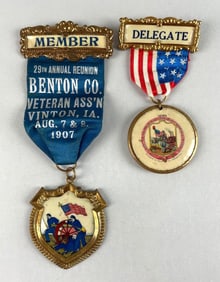 MEMBER
29TH ANNUAL REUNION
BENTON CO.
VETERAN ASS'N
VINTON, IA.
AUG. 7 & 8,
1907
DELEGATE